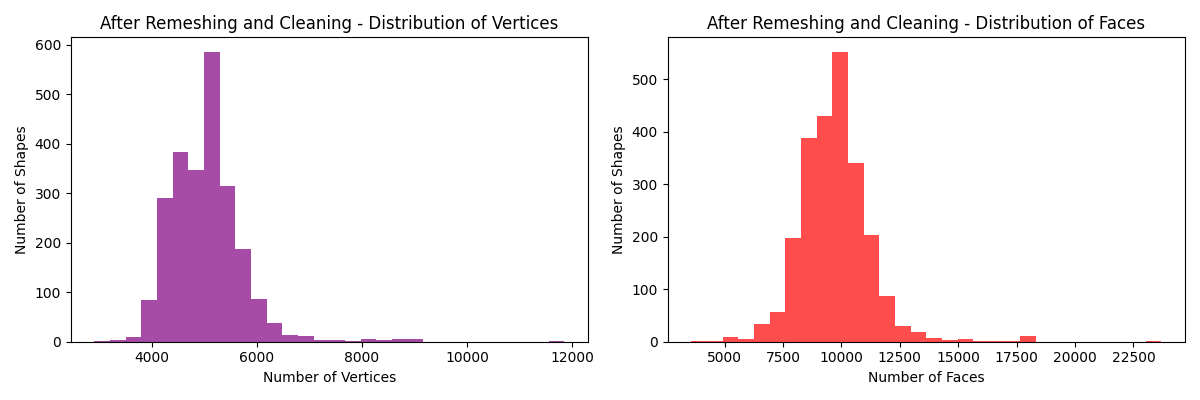 After Remeshing and Cleaning - Distribution of Vertices
600
500
400
300
200
100
0
Number of Shapes
4000 6000 8000 10000 12000
Number of Vertices
After Remeshing and Cleaning - Distribution of Faces
500
400
300
200
100
0
Number of Shapes
5000 7500 10000 12500 15000 17500 20000 22500
Number of Faces